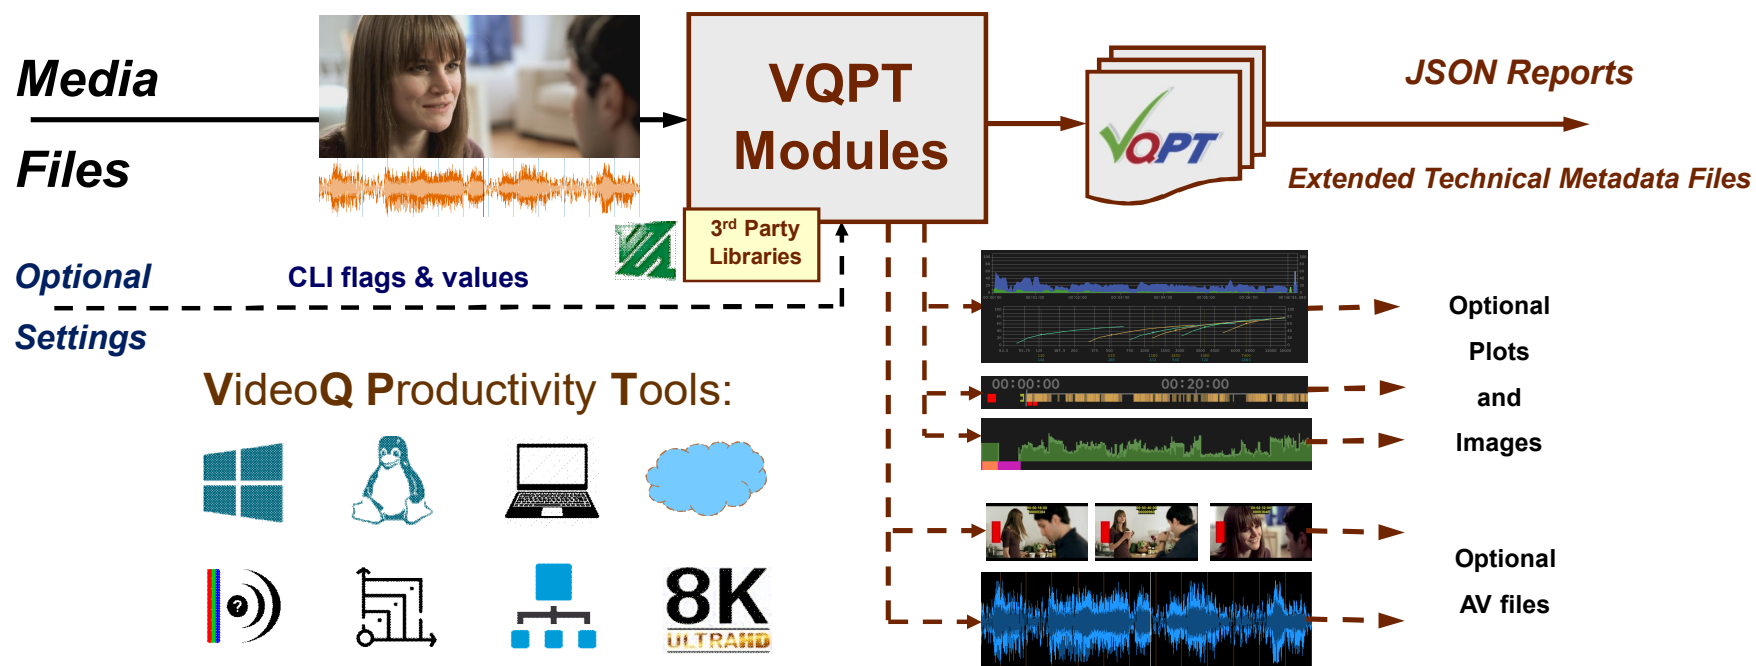 Media
Files
VQPT
Modules
3rd Party
Libraries
VQPT
JSON Reports
Extended Technical Metadata Files
Optional
Settings
CLI flags & values
VideoQ Productivity Tools:
?
8K
ULTRAHD
00:00:00
00:20:00
Optional
Plots
and
Images
Optional
AV files